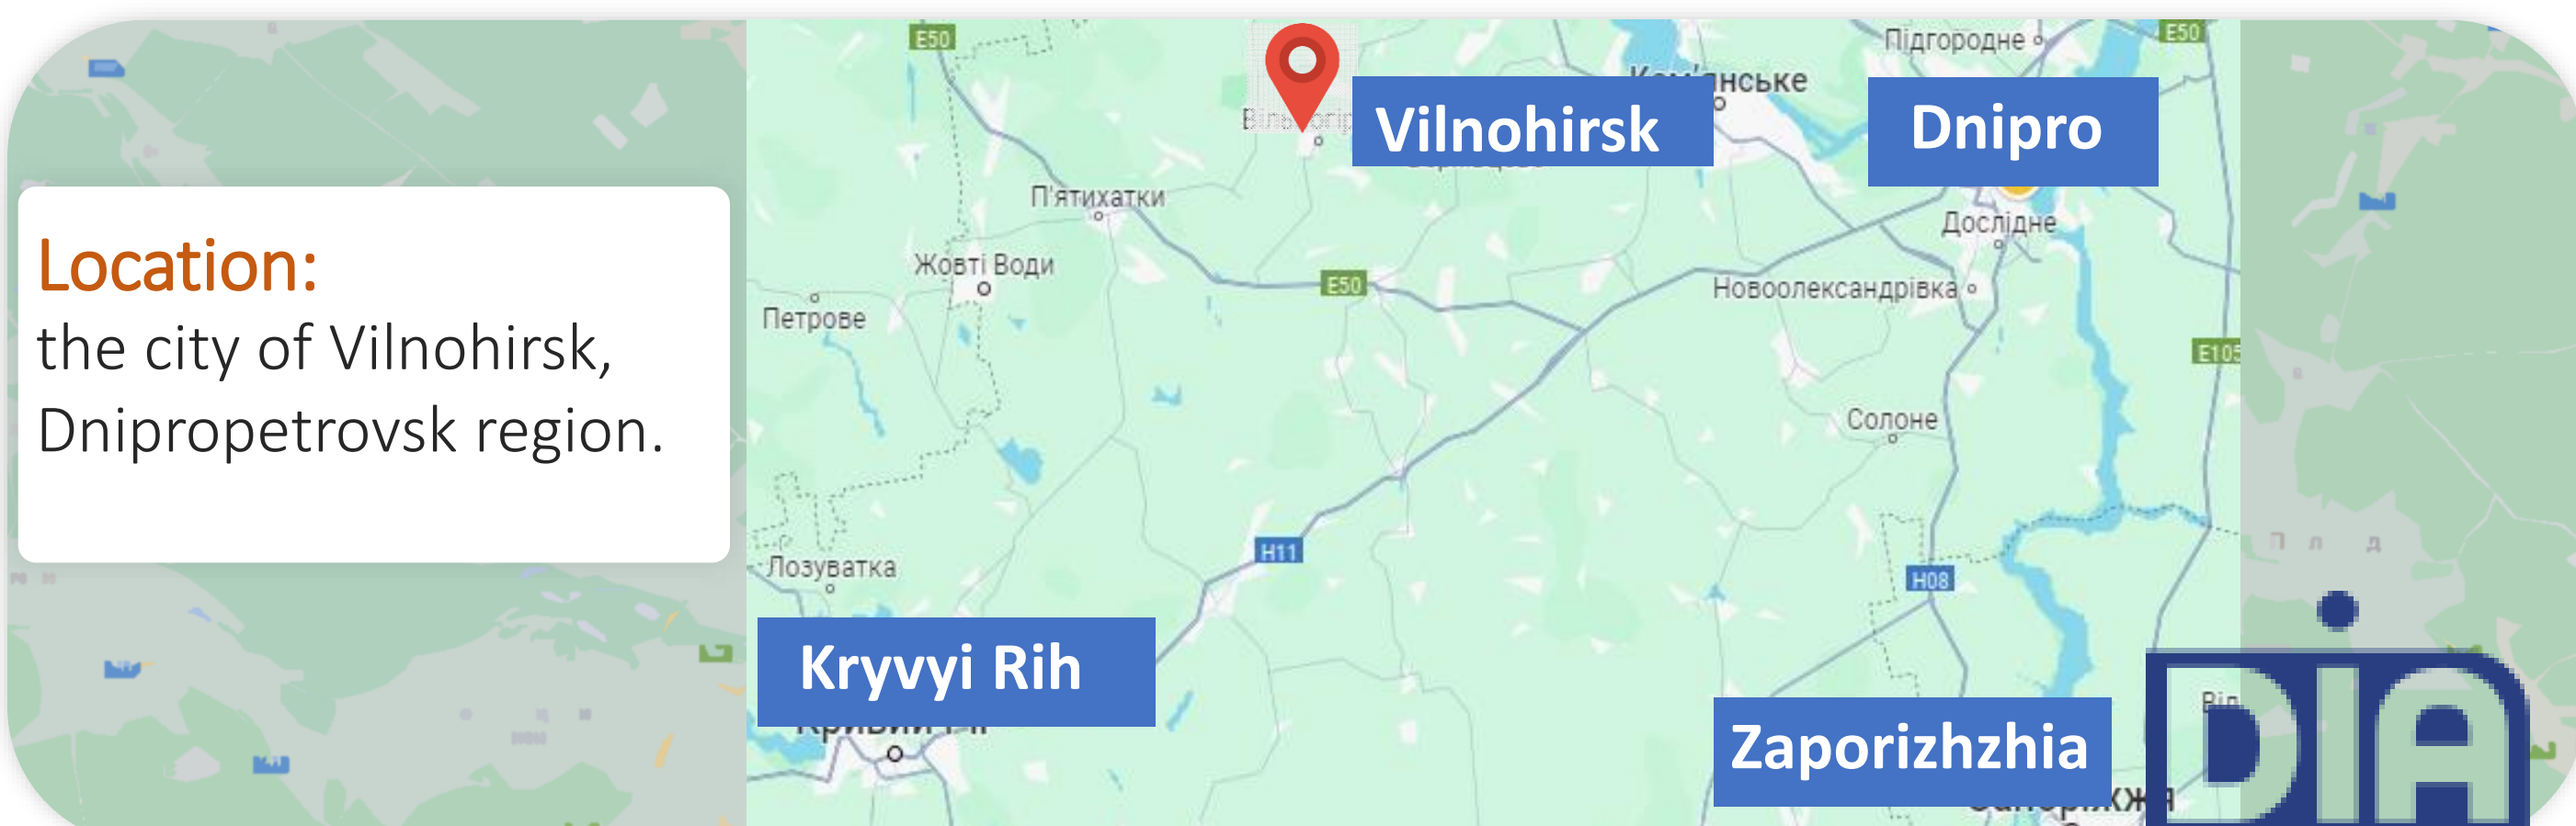 Location:
the city of Vilnohirsk,
Dnipropetrovsk region.
E50
E50
Підгородне
Vilnohirsk
Dnipro
П'ятихатки
Дослідне
Жовті Води
E50
Новоолександрівка
Петрове
E105
Солоне
H11
Лозуватка
H08
Kryvyi Rih
Zaporizhzhia
DIA